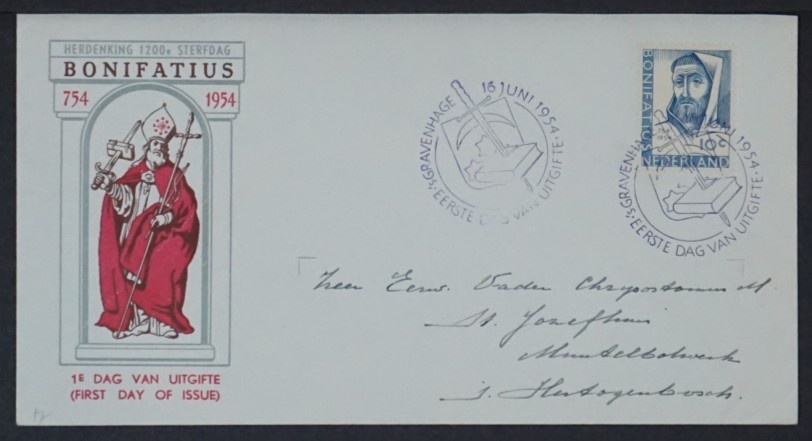 HERDENKING 1200e STERFDAG
BONIFATIUS
754 1954
1E DAG VAN UITGIFTE
(FIRST DAY OF ISSUE)
'S-GRAVENHAGE 16 JUNI 1954
EERSTE DAG VAN UITGIFTE
BONIFATIUS
10c
NEDERLAND
'S-GRAVENHAGE JUNI 1954
EERSTE DAG VAN UITGIFTE
Zeer Eerw. Vader Chrysostomus M.
St. Jozefhuis
Muntelbolwerk
s. Hertogenbosch.